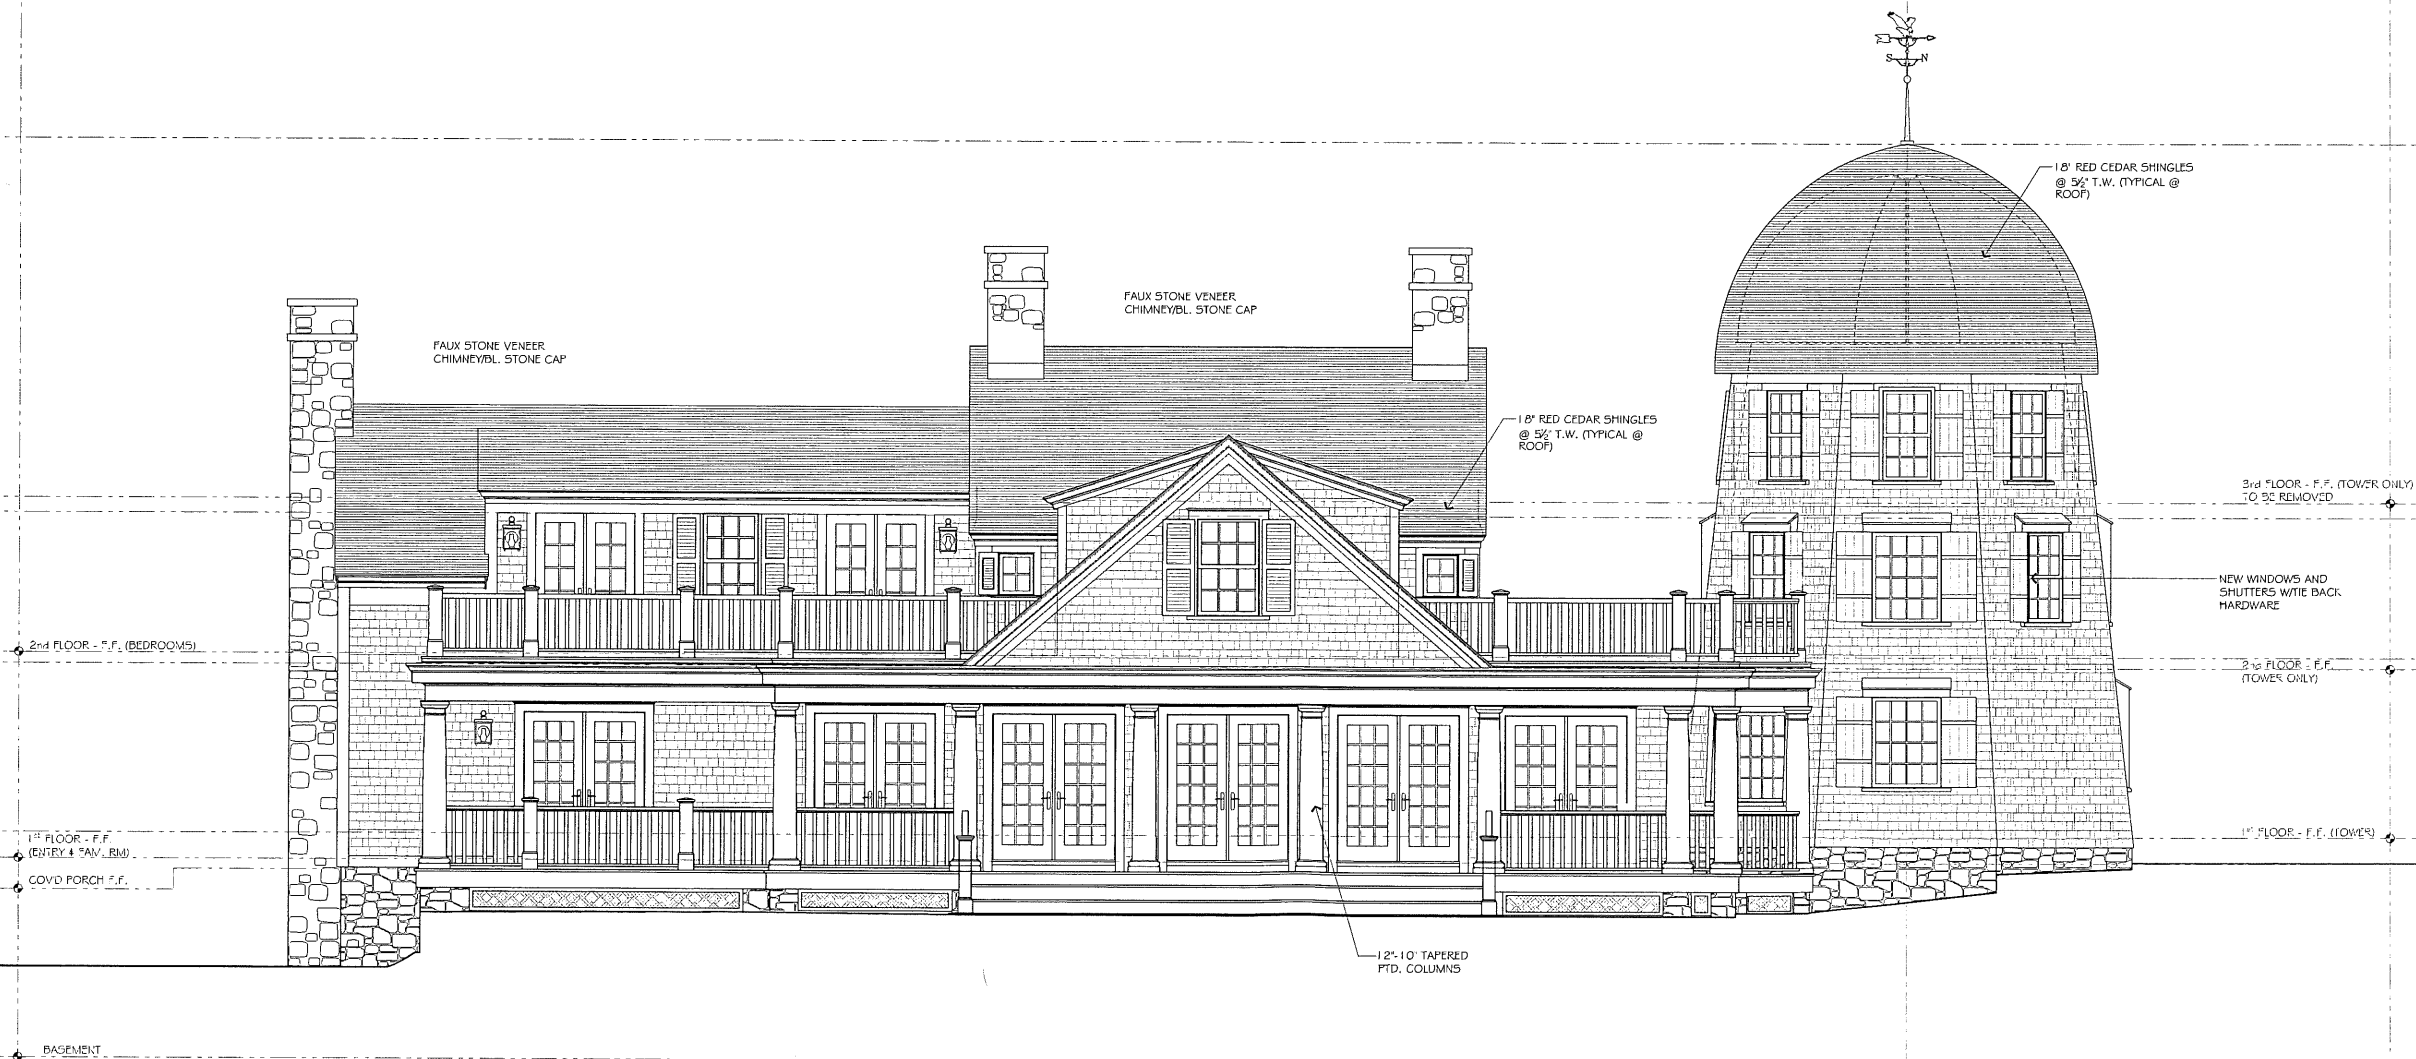 S N
18" RED CEDAR SHINGLES
@ 5½" T.W. (TYPICAL @
ROOF)
FAUX STONE VENEER
CHIMNEY/BL. STONE CAP
FAUX STONE VENEER
CHIMNEY/BL. STONE CAP
18" RED CEDAR SHINGLES
@ 5½" T.W. (TYPICAL @
ROOF)
3rd FLOOR - F.F. (TOWER ONLY)
TO BE REMOVED
NEW WINDOWS AND
SHUTTERS W/TIE BACK
HARDWARE
2nd FLOOR - F.F. (BEDROOMS)
2nd FLOOR - F.F.
(TOWER ONLY)
1st FLOOR - F.F.
(ENTRY & FAM. RM)
1st FLOOR - F.F. (TOWER)
COV'D PORCH F.F.
12"-10" TAPERED
PTD. COLUMNS
BASEMENT